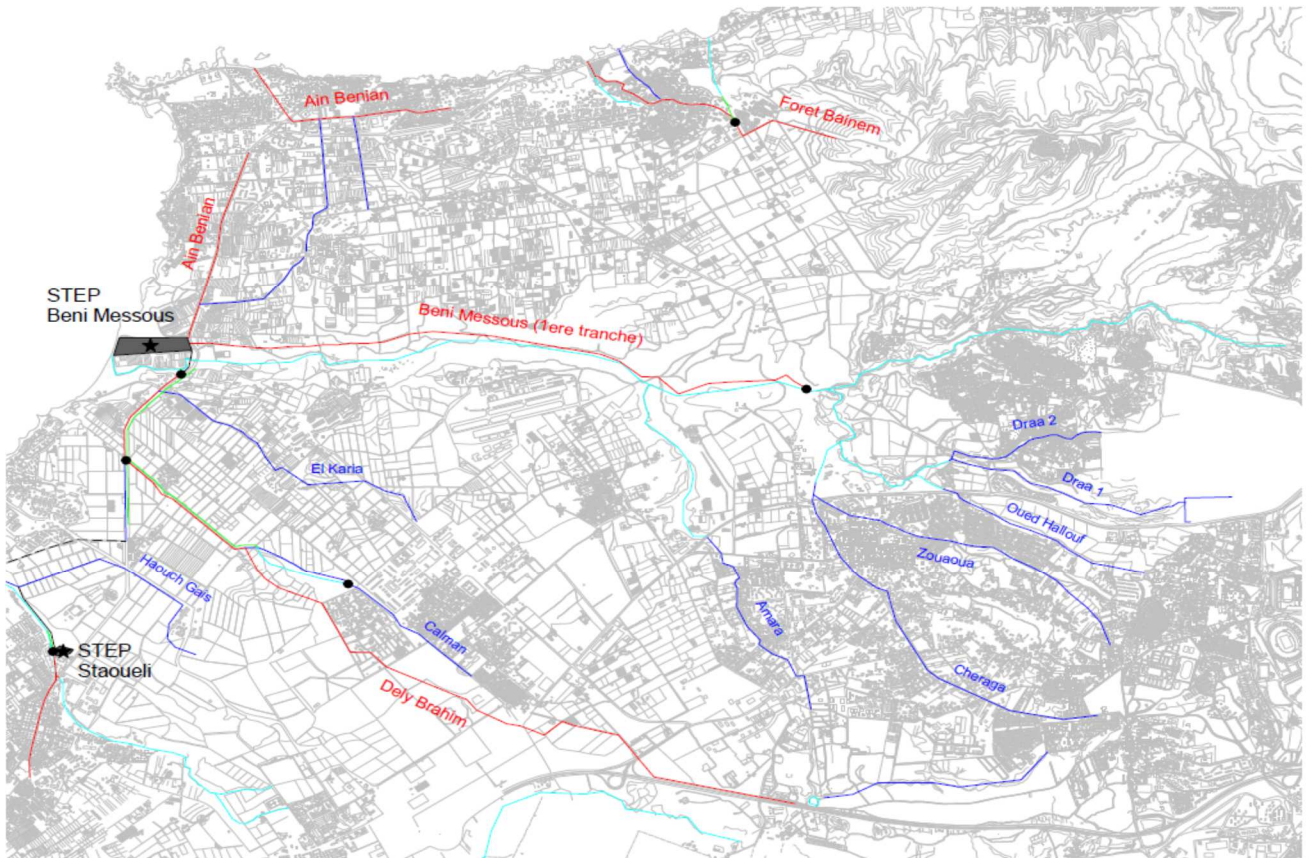 Ain Benian
Foret Bainem
Ain Benian
STEP
Beni Messous
Beni Messous (1ere tranche)
Draa 2
El Karia
Draa 1
Oued Hallouf
Zouaoua
Haouch Gais
Amara
Calman
STEP
Staoueli
Cheraga
Dely Brahim